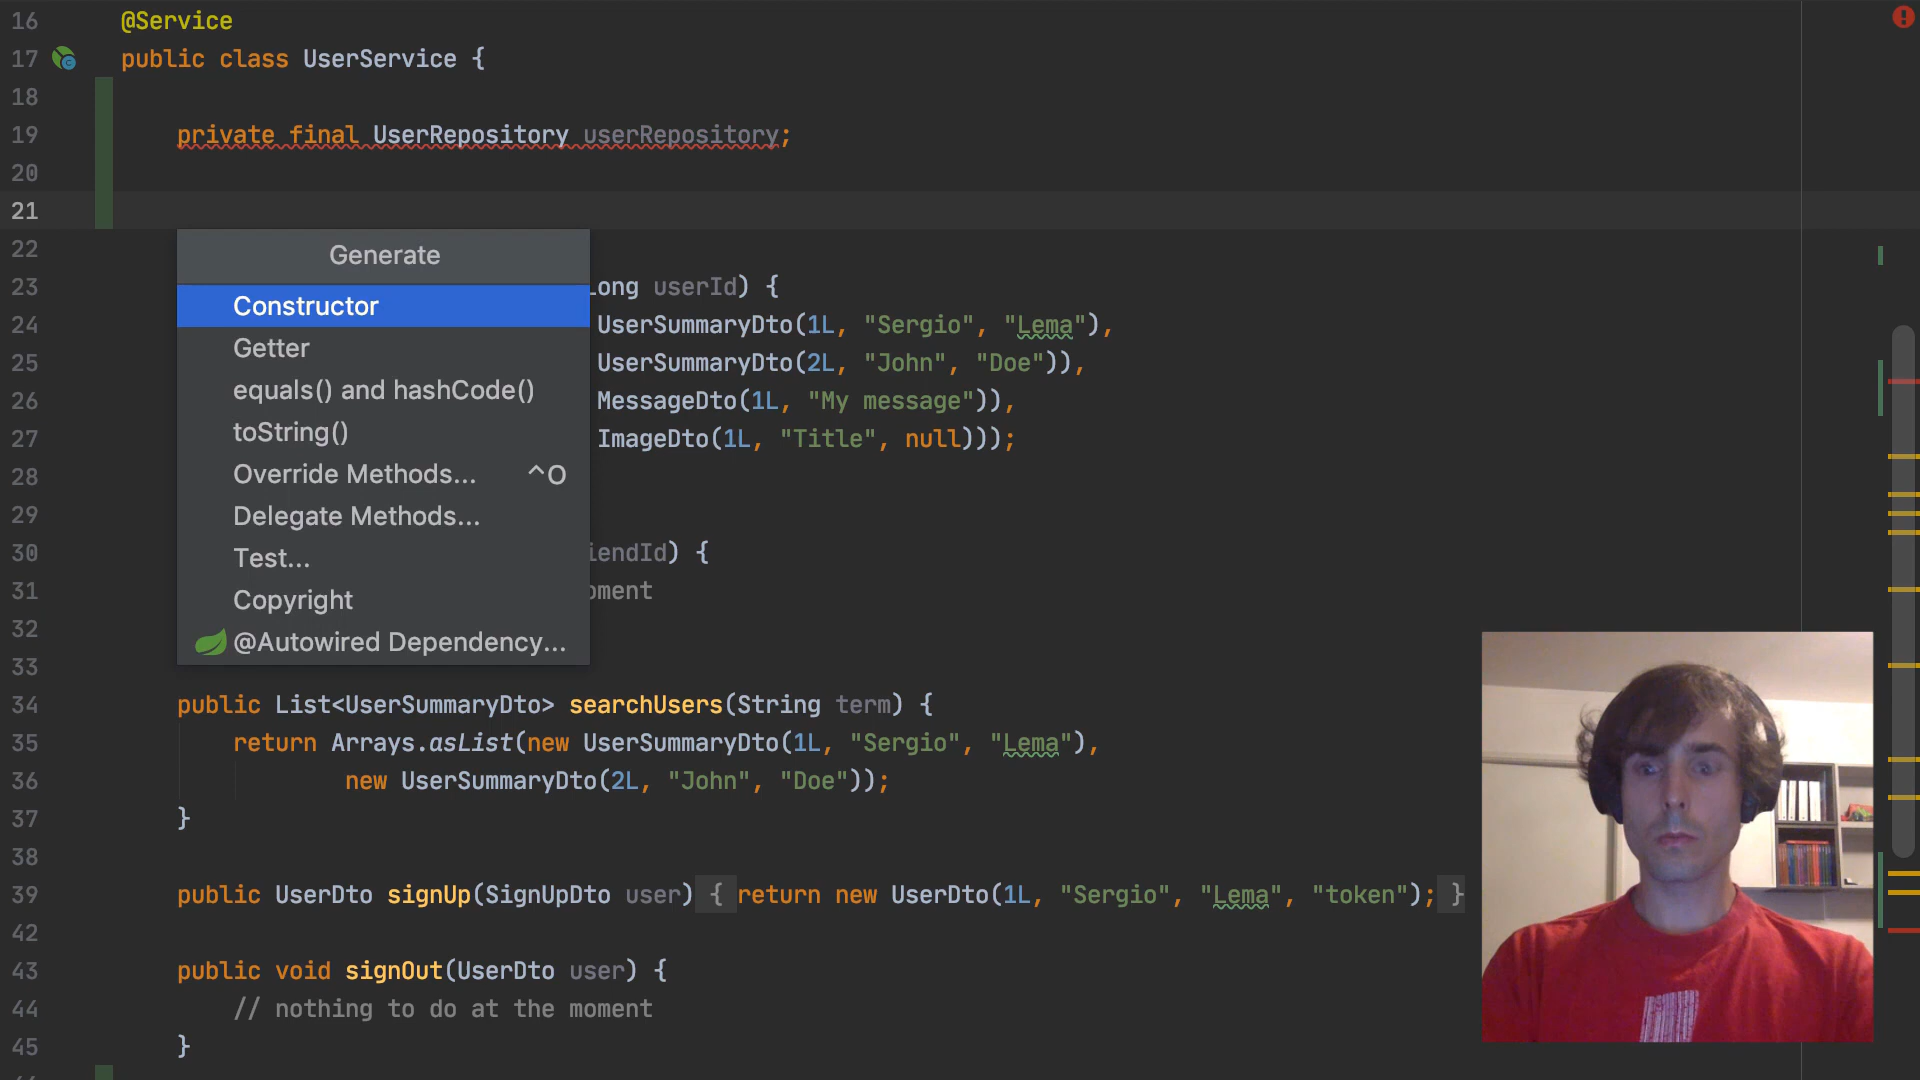 16 @Service
17 public class UserService {
18
19 private final UserRepository userRepository;
20
21
22 Generate
23 Long userId) {
Constructor
24 UserSummaryDto(1L, "Sergio", "Lema"),
Getter
25 UserSummaryDto(2L, "John", "Doe")),
equals() and hashCode()
26 MessageDto(1L, "My message")),
toString()
27 ImageDto(1L, "Title", null)));
Override Methods... ^O
28
Delegate Methods...
29
30 iendId) {
Test...
31 oment
Copyright
32
@Autowired Dependency...
33
34 public List<UserSummaryDto> searchUsers(String term) {
35 return Arrays.asList(new UserSummaryDto(1L, "Sergio", "Lema"),
36 new UserSummaryDto(2L, "John", "Doe"));
37 }
38
39 public UserDto signUp(SignUpDto user) { return new UserDto(1L, "Sergio", "Lema", "token"); }
42
43 public void signOut(UserDto user) {
44 // nothing to do at the moment
45 }